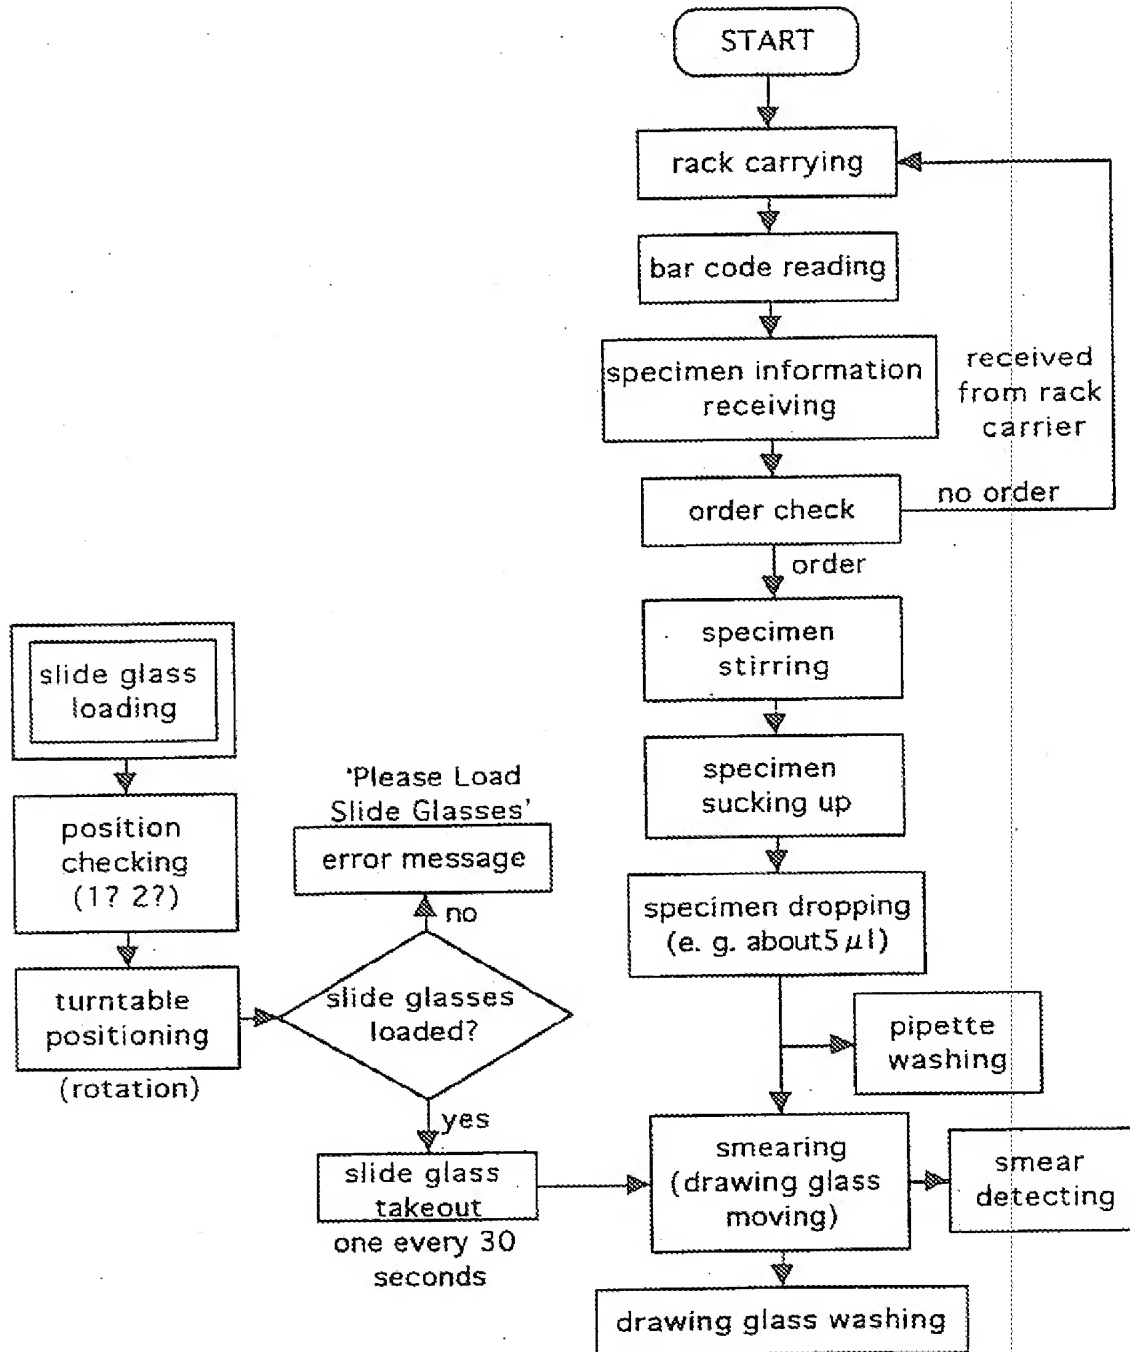 START
rack carrying
bar code reading
specimen information
receiving
received
from rack
carrier
order check
no order
order
specimen
stirring
slide glass
loading
specimen
sucking up
'Please Load
Slide Glasses'
error message
position
checking
(1? 2?)
no
specimen dropping
(e. g. about5 μl)
turntable
positioning
(rotation)
slide glasses
loaded?
pipette
washing
yes
slide glass
takeout
one every 30
seconds
smearing
(drawing glass
moving)
smear
detecting
drawing glass washing